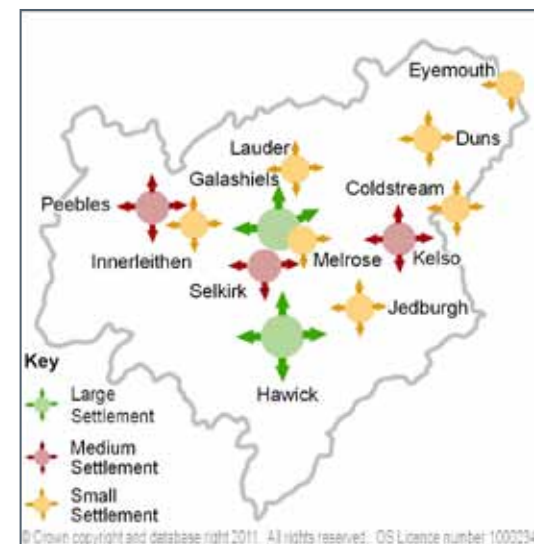 Eyemouth
Duns
Lauder
Galashiels
Coldstream
Peebles
Innerleithen
Melrose
Kelso
Selkirk
Jedburgh
Hawick
Key
Large
Settlement
Medium
Settlement
Small
Settlement
© Crown copyright and database right 2011. All rights reserved. OS Licence number 1000234